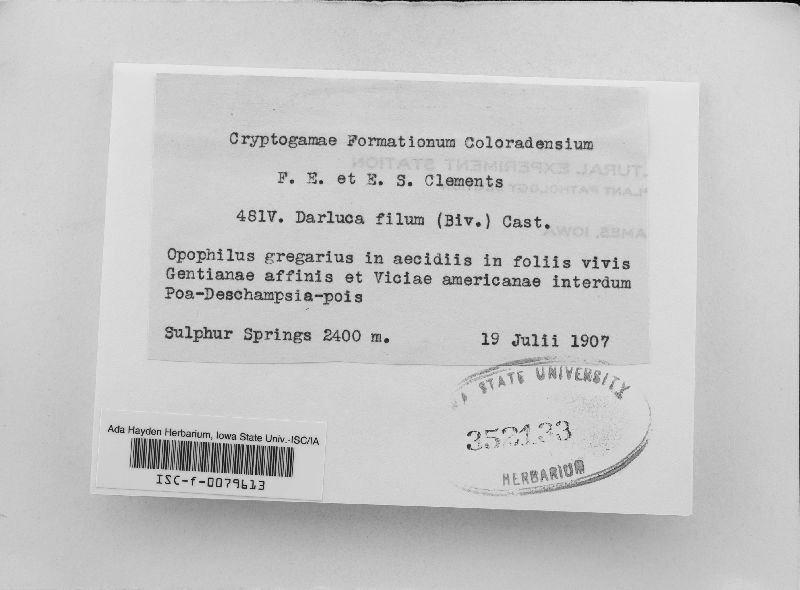 Cryptogamae Formationum Coloradensium
F. E. et E. S. Clements
481V. Darluca filum (Biv.) Cast.
Opophilus gregarius in aecidiis in foliis vivis
Gentianae affinis et Viciae americanae interdum
Poa-Deschampsia-pois
Sulphur Springs 2400 m. 19 Julii 1907
STATE UNIVERSITY
352133
HERBARIUM
Ada Hayden Herbarium, Iowa State Univ.-ISC/IA
ISC-f-0079613